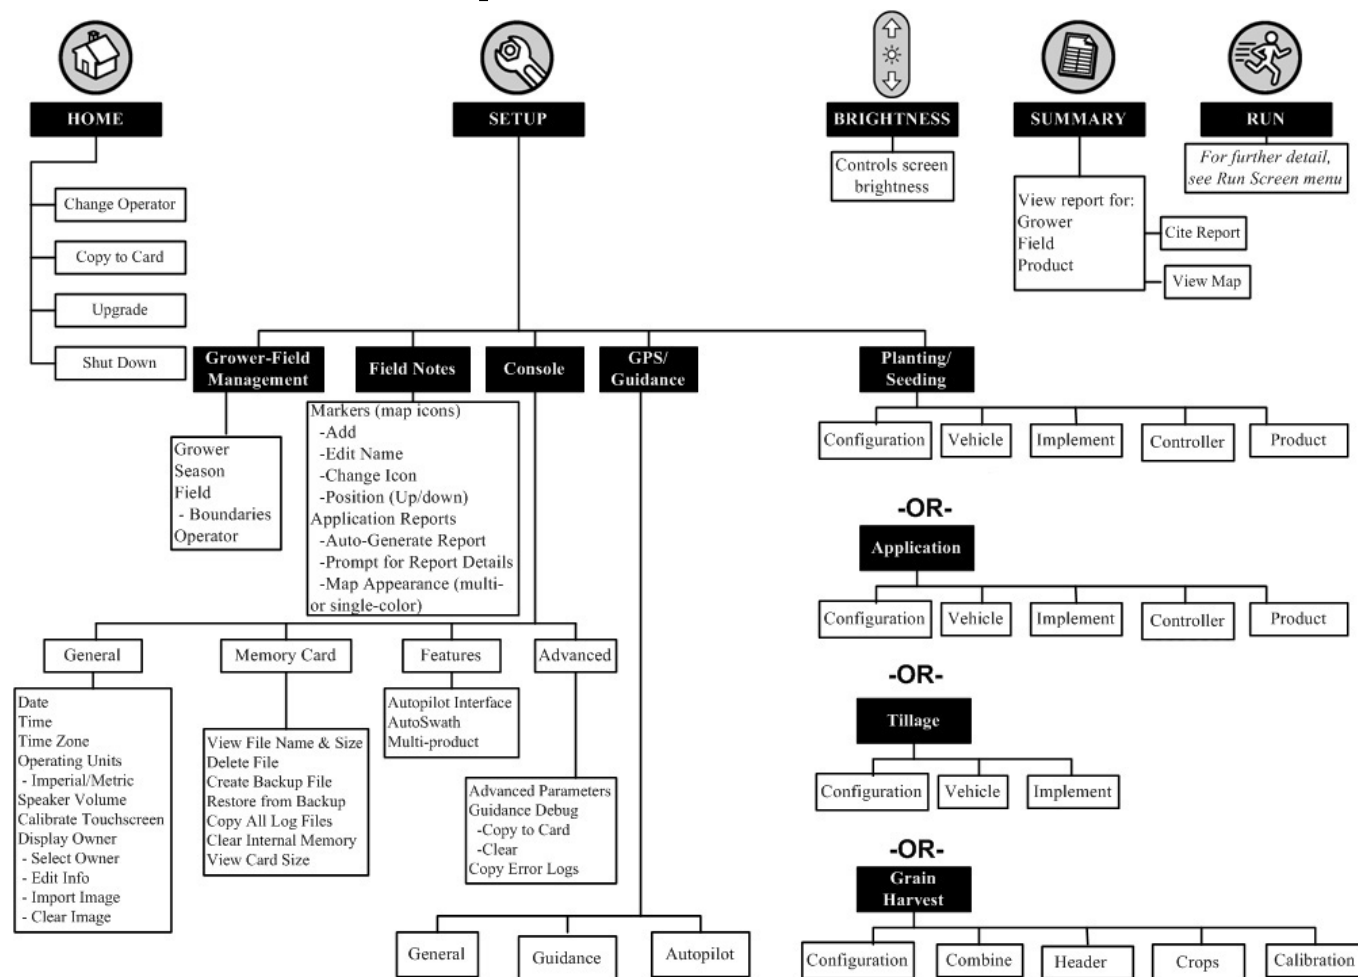 HOME
SETUP
BRIGHTNESS
SUMMARY
RUN
Change Operator
Copy to Card
Upgrade
Shut Down
Controls screen
brightness
View report for:
Grower
Field
Product
Cite Report
View Map
For further detail,
see Run Screen menu
Grower-Field
Management
Field Notes
Console
GPS/
Guidance
Planting/
Seeding
Grower
Season
Field
- Boundaries
Operator
Markers (map icons)
-Add
-Edit Name
-Change Icon
-Position (Up/down)
Application Reports
-Auto-Generate Report
-Prompt for Report Details
-Map Appearance (multi-
or single-color)
Configuration
Vehicle
Implement
Controller
Product
-OR-
Application
Configuration
Vehicle
Implement
Controller
Product
-OR-
Tillage
Configuration
Vehicle
Implement
-OR-
Grain
Harvest
Configuration
Combine
Header
Crops
Calibration
General
Memory Card
Features
Advanced
Date
Time
Time Zone
Operating Units
- Imperial/Metric
Speaker Volume
Calibrate Touchscreen
Display Owner
- Select Owner
- Edit Info
- Import Image
- Clear Image
View File Name & Size
Delete File
Create Backup File
Restore from Backup
Copy All Log Files
Clear Internal Memory
View Card Size
Autopilot Interface
AutoSwath
Multi-product
Advanced Parameters
Guidance Debug
-Copy to Card
-Clear
Copy Error Logs
General
Guidance
Autopilot